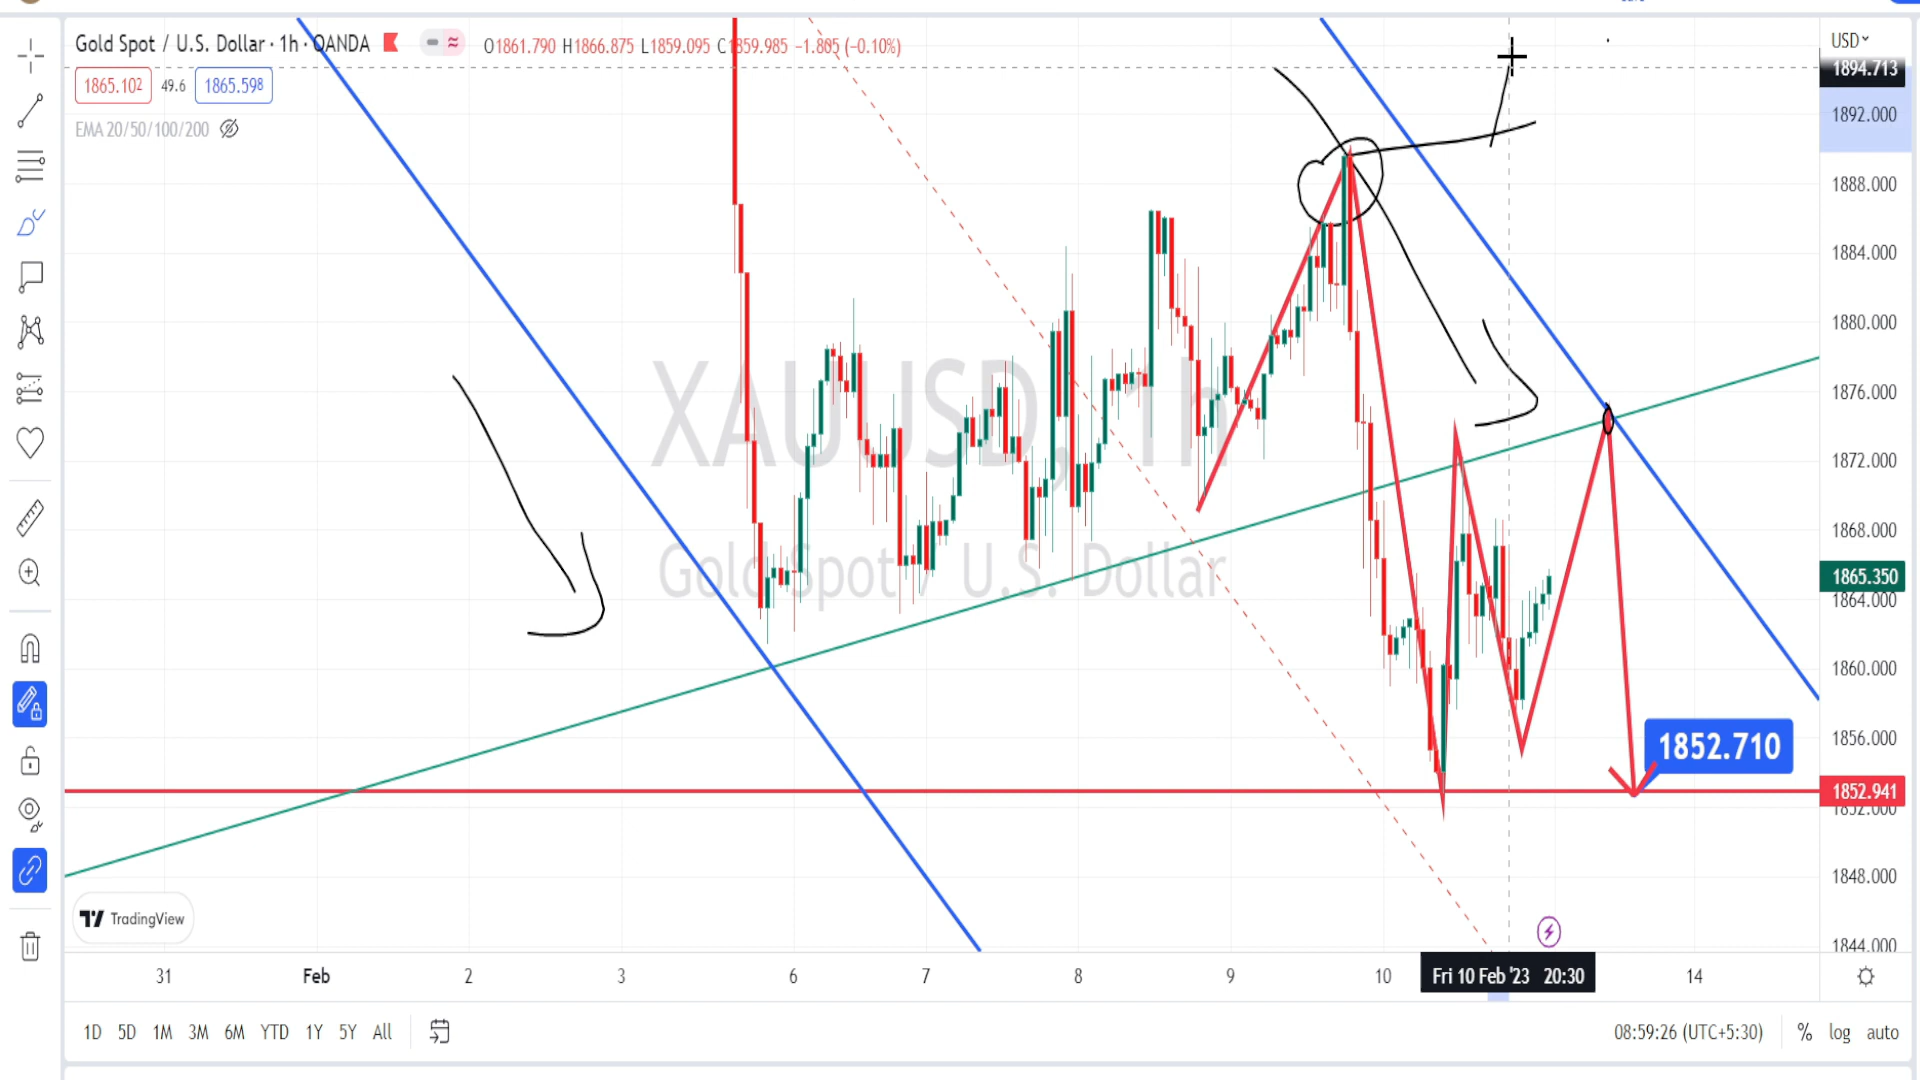 Gold Spot / U.S. Dollar · 1h · OANDA
O1861.790 H1866.875 L1859.095 C1859.985 −1.805 (−0.10%)
USD
1865.102 49.6 1865.598
EMA 20/50/100/200
1894.713
1892.000
1888.000
1884.000
1880.000
1876.000
1872.000
1868.000
1865.350
1864.000
1860.000
1856.000
1852.941
1852.000
1848.000
1844.000
XAUUSD, 1h
Gold Spot / U.S. Dollar
1852.710
TradingView
31 Feb 2 3 6 7 8 9 10 Fri 10 Feb '23 20:30 14
1D 5D 1M 3M 6M YTD 1Y 5Y All
08:59:26 (UTC+5:30) % log auto